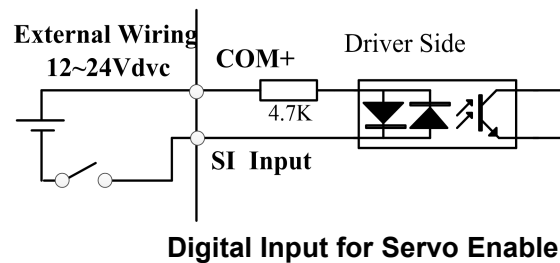 External Wiring
12~24Vdvc
COM+
Driver Side
4.7K
SI Input
Digital Input for Servo Enable